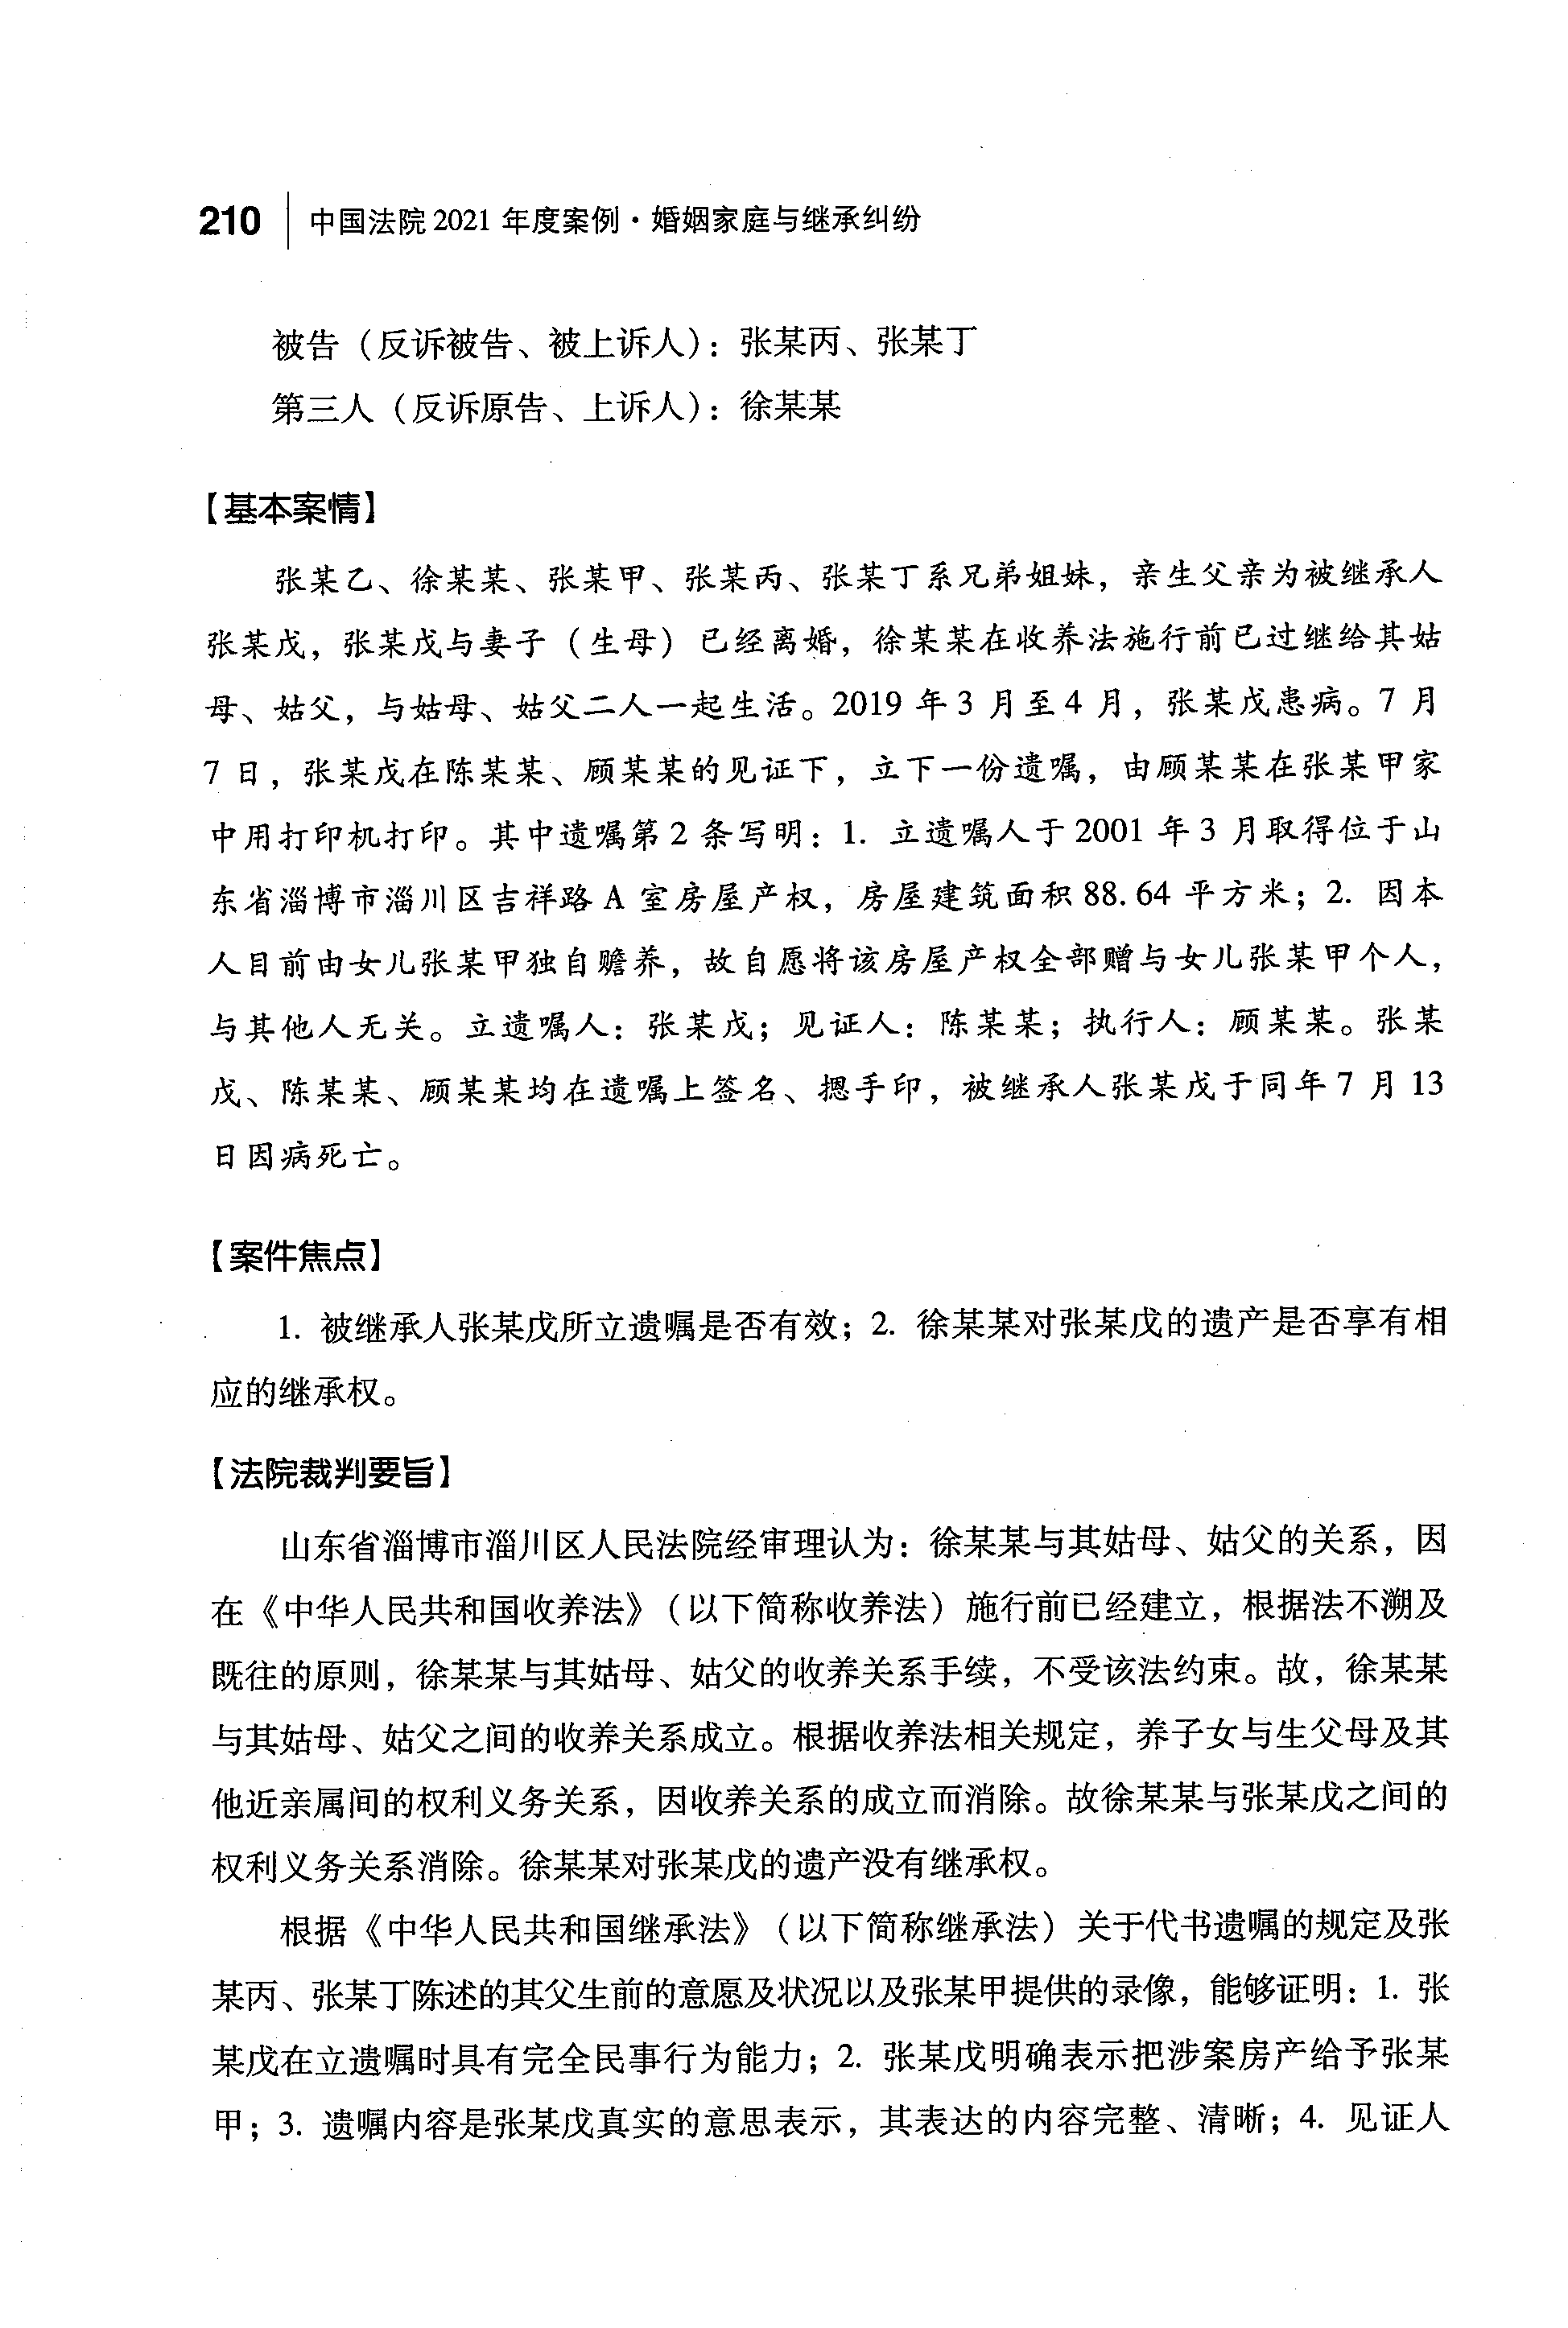 210 | 中国法院2021年度案例·婚姻家庭与继承纠纷
被告（反诉被告、被上诉人）：张某丙、张某丁
第三人（反诉原告、上诉人）：徐某某
【基本案情】
张某乙、徐某某、张某甲、张某丙、张某丁系兄弟姐妹，亲生父亲为被继承人
张某戊，张某戊与妻子（生母）已经离婚，徐某某在收养法施行前已过继给其姑
母、姑父，与姑母、姑父二人一起生活。2019年3月至4月，张某戊患病。7月
7日，张某戊在陈某某、顾某某的见证下，立下一份遗嘱，由顾某某在张某甲家
中用打印机打印。其中遗嘱第2条写明：1. 立遗嘱人于2001年3月取得位于山
东省淄博市淄川区吉祥路A室房屋产权，房屋建筑面积88.64平方米；2. 因本
人目前由女儿张某甲独自赡养，故自愿将该房屋产权全部赠与女儿张某甲个人，
与其他人无关。立遗嘱人：张某戊；见证人：陈某某；执行人：顾某某。张某
戊、陈某某、顾某某均在遗嘱上签名、摁手印，被继承人张某戊于同年7月13
日因病死亡。
【案件焦点】
1. 被继承人张某戊所立遗嘱是否有效；2. 徐某某对张某戊的遗产是否享有相
应的继承权。
【法院裁判要旨】
山东省淄博市淄川区人民法院经审理认为：徐某某与其姑母、姑父的关系，因
在《中华人民共和国收养法》（以下简称收养法）施行前已经建立，根据法不溯及
既往的原则，徐某某与其姑母、姑父的收养关系手续，不受该法约束。故，徐某某
与其姑母、姑父之间的收养关系成立。根据收养法相关规定，养子女与生父母及其
他近亲属间的权利义务关系，因收养关系的成立而消除。故徐某某与张某戊之间的
权利义务关系消除。徐某某对张某戊的遗产没有继承权。
根据《中华人民共和国继承法》（以下简称继承法）关于代书遗嘱的规定及张
某丙、张某丁陈述的其父生前的意愿及状况以及张某甲提供的录像，能够证明：1. 张
某戊在立遗嘱时具有完全民事行为能力；2. 张某戊明确表示把涉案房产给予张某
甲；3. 遗嘱内容是张某戊真实的意思表示，其表达的内容完整、清晰；4. 见证人